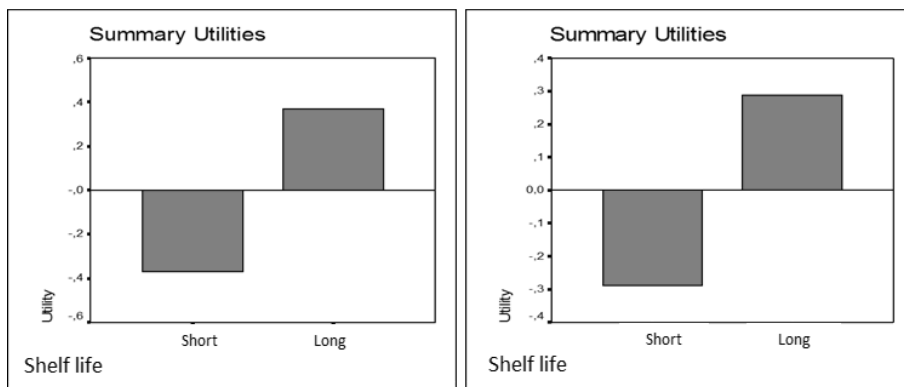 Summary Utilities
,6
,4
,2
-,0
-,2
-,4
-,6
Utility
Short Long
Shelf life
Summary Utilities
,4
,3
,2
,1
0,0
-,1
-,2
-,3
-,4
Utility
Short Long
Shelf life